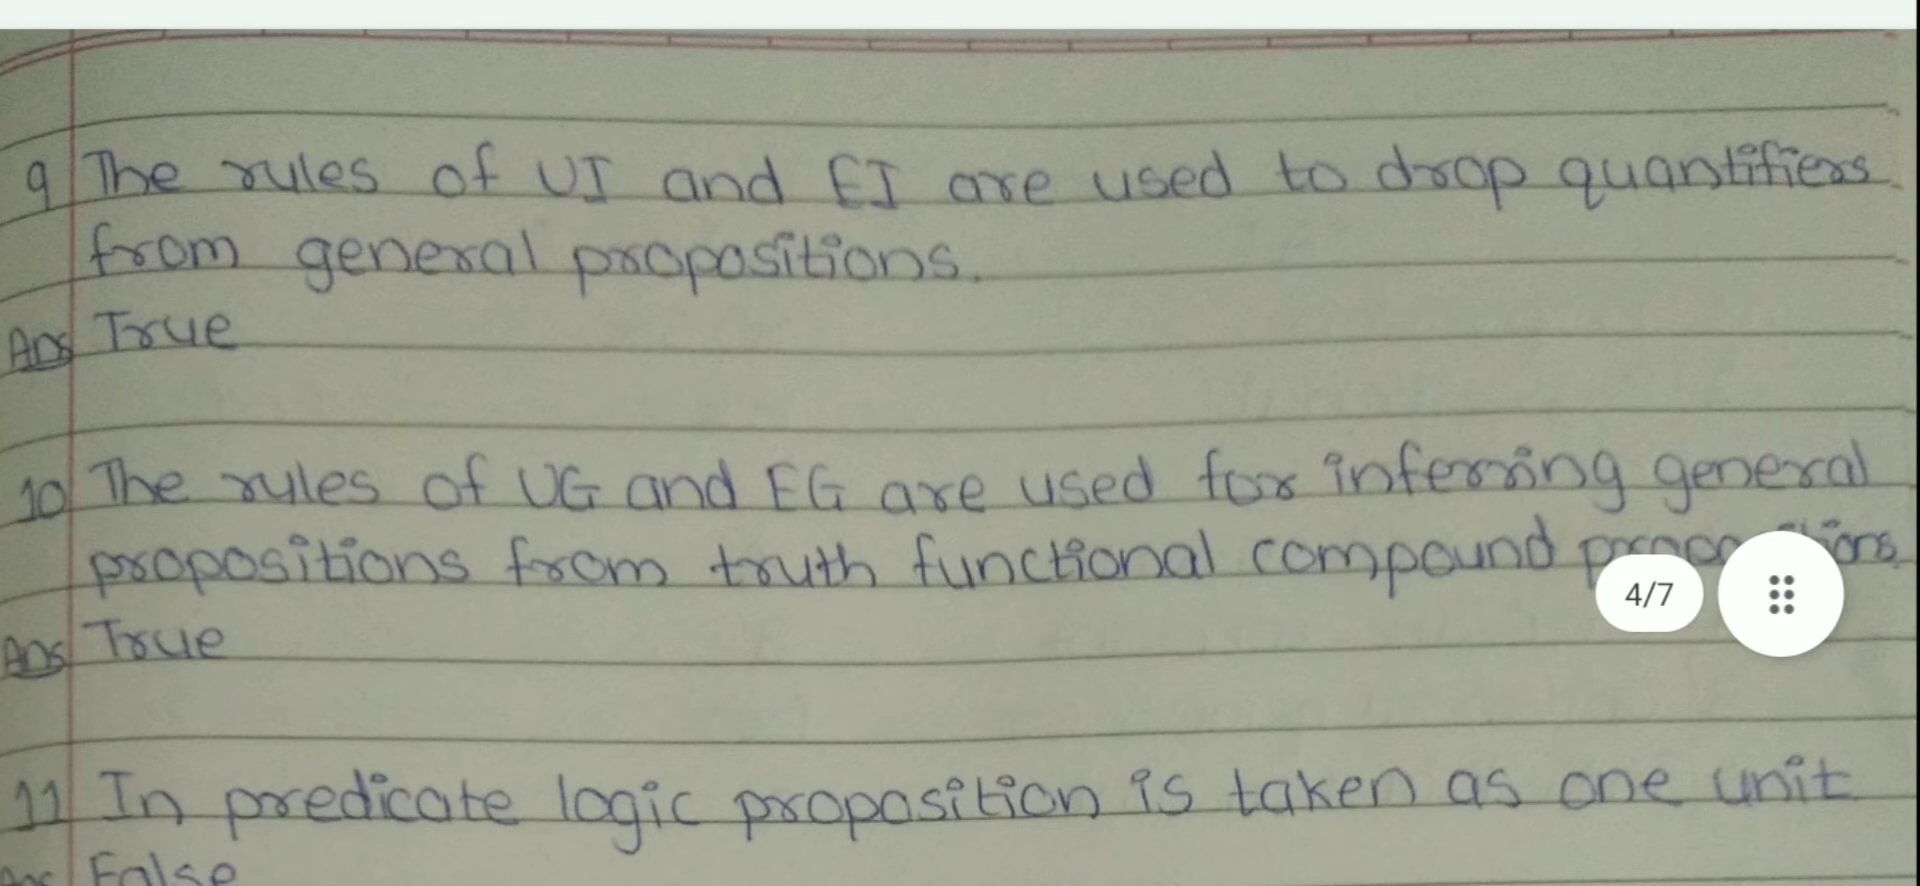 9 The rules of UI and EI are used to drop quantifiers
from general propositions.
Ans True
10 The rules of UG and EG are used for inferring general
propositions from truth functional compound
4/7
Ans True
11 In predicate logic proposition is taken as one unit
Ans False